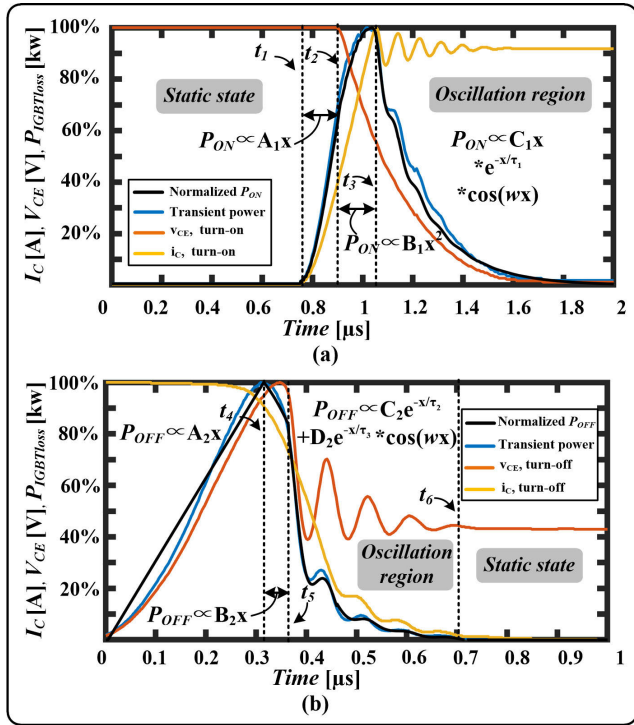 (a)
I_C [A], V_CE [V], P_IGBTloss [kw]
100%
80%
60%
40%
20%
t₁
t₂
t₃
Static state
Oscillation region
P_ON∝A₁x
P_ON∝C₁x
*e^(-x/τ₁)
*cos(wx)
P_ON∝B₁x²
Normalized P_ON
Transient power
v_CE, turn-on
i_C, turn-on
0 0.2 0.4 0.6 0.8 1 1.2 1.4 1.6 1.8 2
Time [µs]
(a)
I_C [A], V_CE [V], P_IGBTloss [kw]
100%
80%
60%
40%
20%
t₄
P_OFF∝A₂x
P_OFF∝C₂e^(-x/τ₂)
+D₂e^(-x/τ₃)*cos(wx)
Normalized P_OFF
Transient power
v_CE, turn-off
i_C, turn-off
t₆
Oscillation
region
Static state
P_OFF∝B₂x
t₅
0 0.1 0.2 0.3 0.4 0.5 0.6 0.7 0.8 0.9 1
Time [µs]
(b)